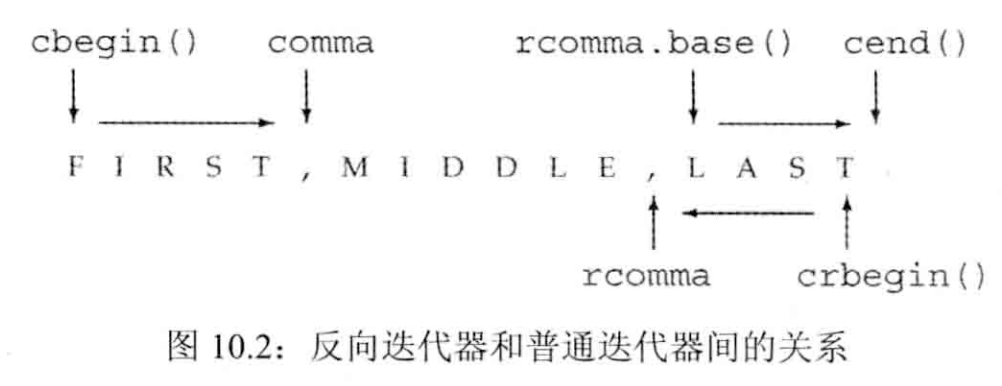 cbegin() comma rcomma.base() cend()
F I R S T , M I D D L E , L A S T
rcomma crbegin()
图 10.2：反向迭代器和普通迭代器间的关系